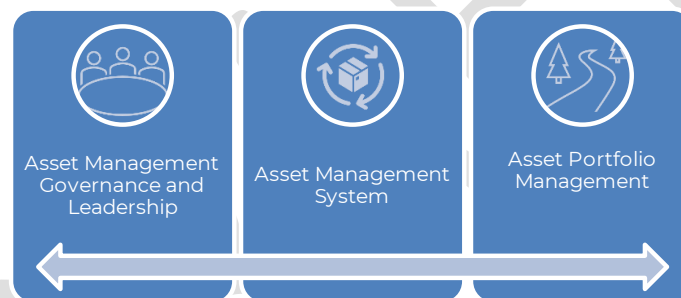 Asset Management
Governance and
Leadership
Asset Management
System
Asset Portfolio
Management